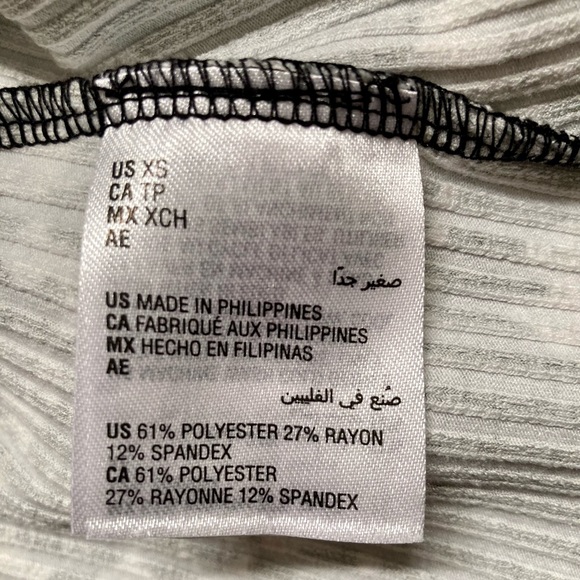 US XS
CA TP
MX XCH
AE
صغير جدًا
US MADE IN PHILIPPINES
CA FABRIQUÉ AUX PHILIPPINES
MX HECHO EN FILIPINAS
AE
صُنع في الفلبين
US 61% POLYESTER 27% RAYON
12% SPANDEX
CA 61% POLYESTER
27% RAYONNE 12% SPANDEX